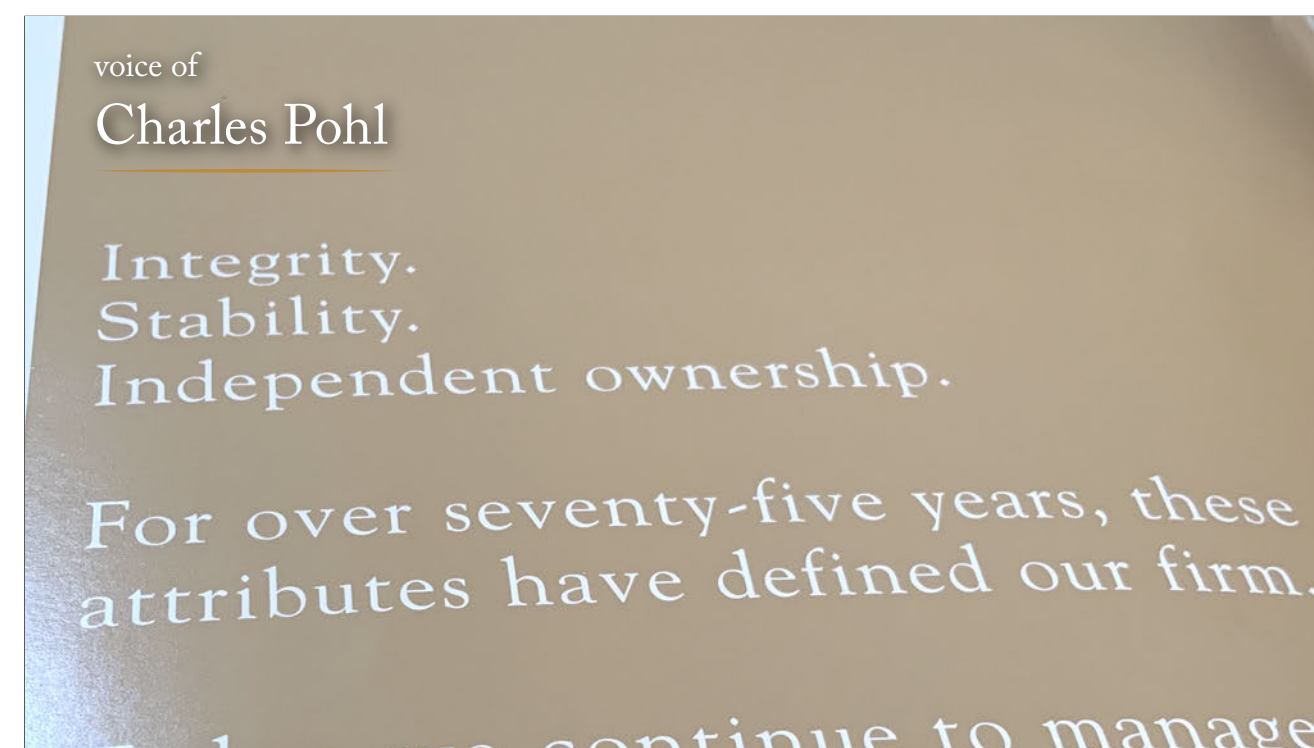 voice of
Charles Pohl
Integrity.
Stability.
Independent ownership.
For over seventy-five years, these
attributes have defined our firm.
continue to manage